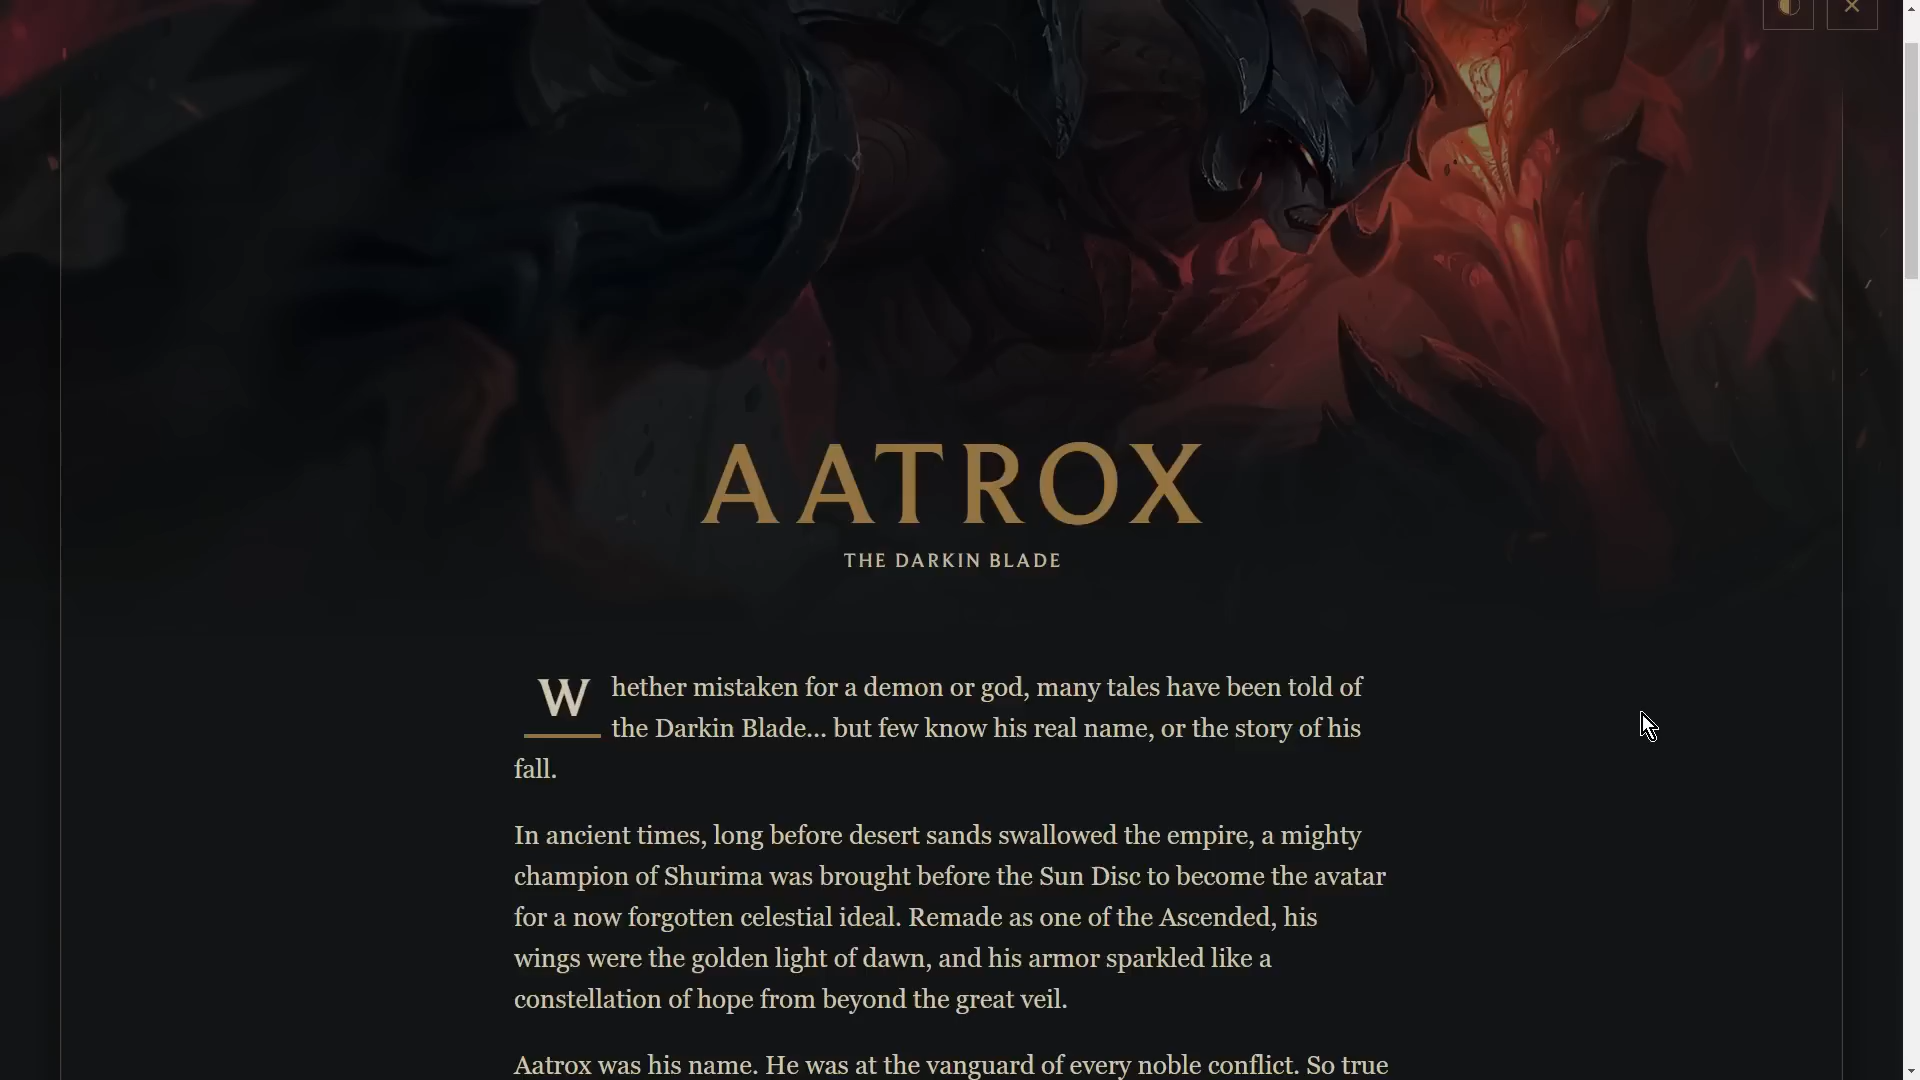 AATROX
THE DARKIN BLADE
Whether mistaken for a demon or god, many tales have been told of
the Darkin Blade... but few know his real name, or the story of his
fall.
In ancient times, long before desert sands swallowed the empire, a mighty
champion of Shurima was brought before the Sun Disc to become the avatar
for a now forgotten celestial ideal. Remade as one of the Ascended, his
wings were the golden light of dawn, and his armor sparkled like a
constellation of hope from beyond the great veil.
Aatrox was his name. He was at the vanguard of every noble conflict. So true